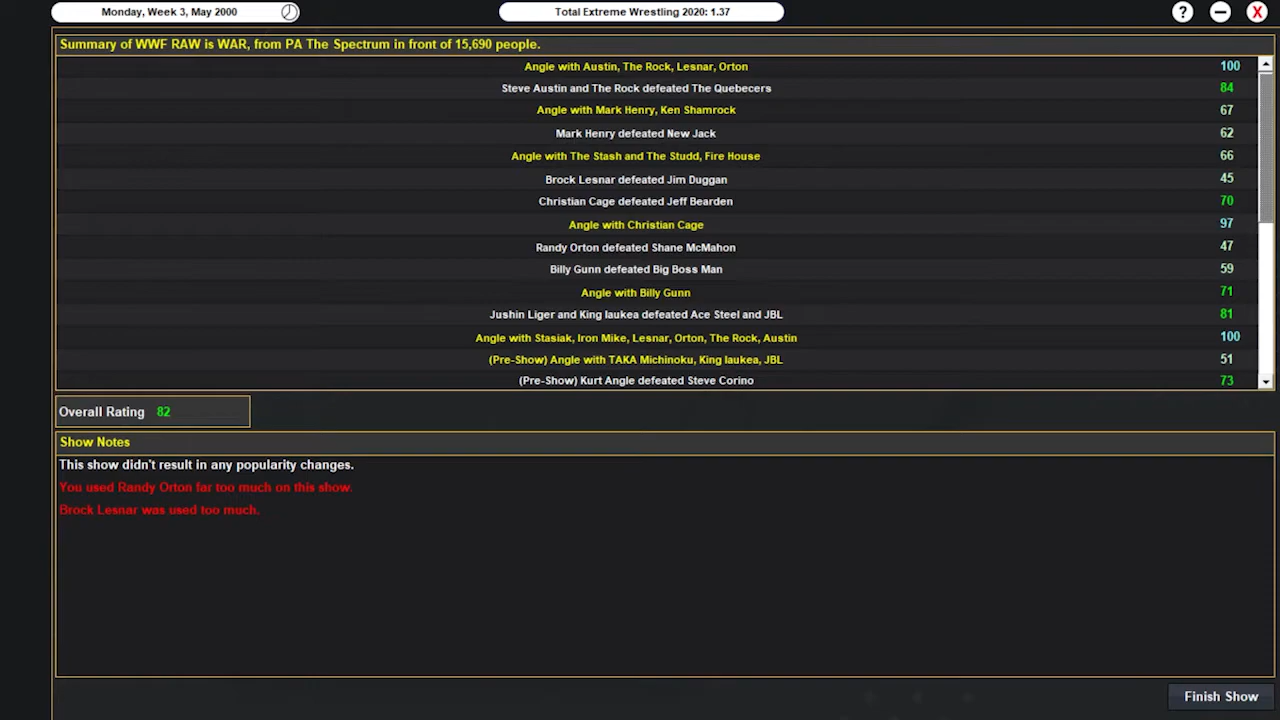 Monday, Week 3, May 2000
Total Extreme Wrestling 2020: 1.37
?
X
Summary of WWF RAW is WAR, from PA The Spectrum in front of 15,690 people.
Angle with Austin, The Rock, Lesnar, Orton 100
Steve Austin and The Rock defeated The Quebecers 84
Angle with Mark Henry, Ken Shamrock 67
Mark Henry defeated New Jack 62
Angle with The Stash and The Studd, Fire House 66
Brock Lesnar defeated Jim Duggan 45
Christian Cage defeated Jeff Bearden 70
Angle with Christian Cage 97
Randy Orton defeated Shane McMahon 47
Billy Gunn defeated Big Boss Man 59
Angle with Billy Gunn 71
Jushin Liger and King Iaukea defeated Ace Steel and JBL 81
Angle with Stasiak, Iron Mike, Lesnar, Orton, The Rock, Austin 100
(Pre-Show) Angle with TAKA Michinoku, King Iaukea, JBL 51
(Pre-Show) Kurt Angle defeated Steve Corino 73
Overall Rating 82
Show Notes
This show didn't result in any popularity changes.
You used Randy Orton far too much on this show.
Brock Lesnar was used too much.
Finish Show